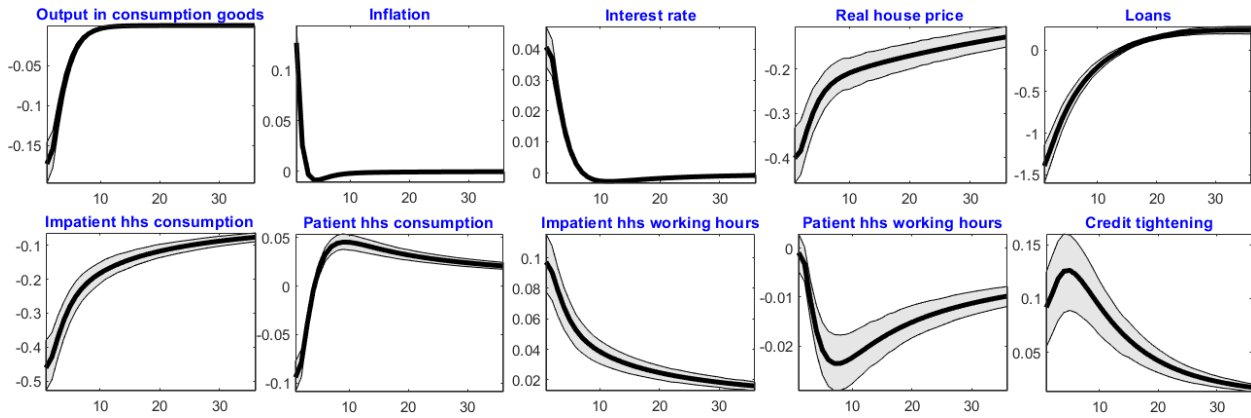 Output in consumption goods
-0.05
-0.1
-0.15
10 20 30
Inflation
0.1
0
10 20 30
Interest rate
0.04
0.03
0.02
0.01
0
10 20 30
Real house price
-0.2
-0.3
-0.4
10 20 30
Loans
0
-0.5
-1
-1.5
10 20 30
Impatient hhs consumption
-0.1
-0.2
-0.3
-0.4
-0.5
10 20 30
Patient hhs consumption
0.05
0
-0.05
-0.1
10 20 30
Impatient hhs working hours
0.1
0.08
0.06
0.04
0.02
10 20 30
Patient hhs working hours
0
-0.01
-0.02
10 20 30
Credit tightening
0.15
0.1
0.05
10 20 30